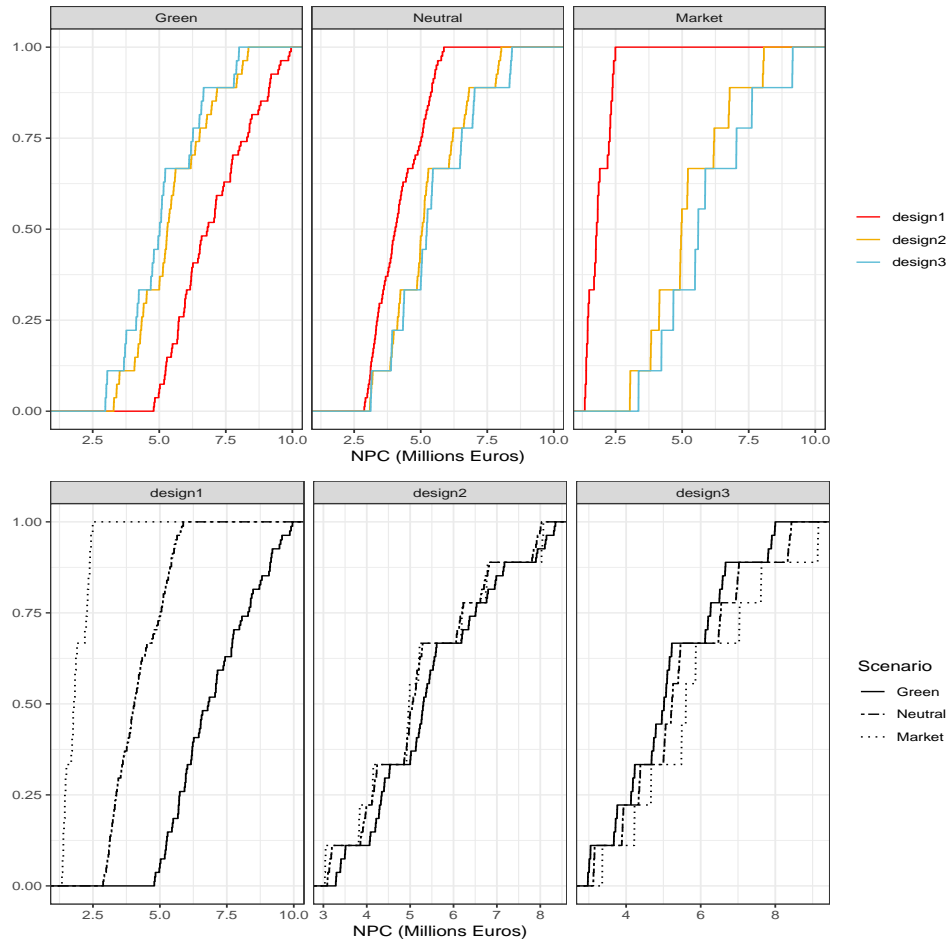 Green Neutral Market
1.00
0.75
0.50
0.25
0.00
design1
design2
design3
2.5 5.0 7.5 10.0 2.5 5.0 7.5 10.0 2.5 5.0 7.5 10.0
NPC (Millions Euros)
design1 design2 design3
1.00
0.75
0.50
0.25
0.00
Scenario
Green
Neutral
Market
2.5 5.0 7.5 10.0 3 4 5 6 7 8 4 6 8
NPC (Millions Euros)